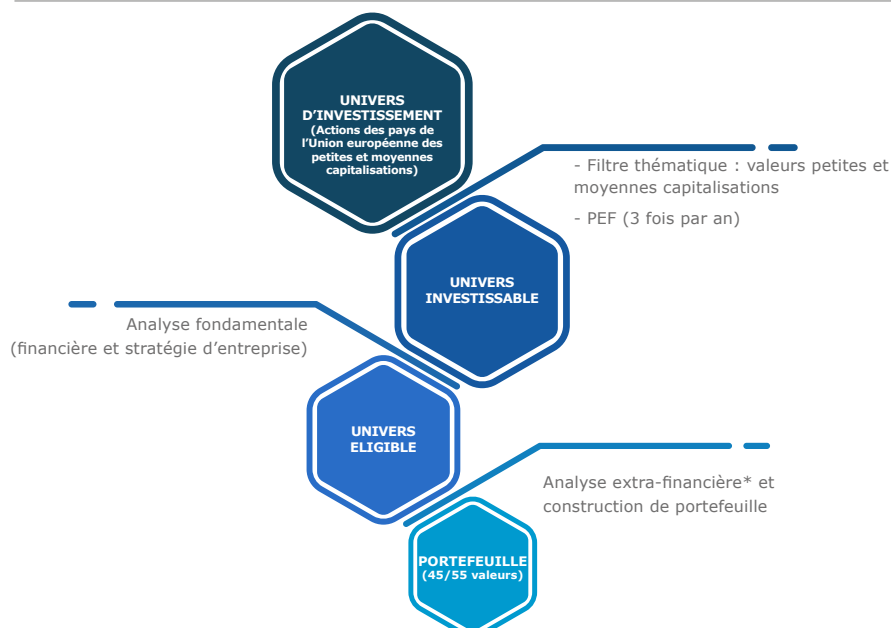 UNIVERS
D’INVESTISSEMENT
(Actions des pays de
l’Union européenne des
petites et moyennes
capitalisations)
- Filtre thématique : valeurs petites et
moyennes capitalisations
- PEF (3 fois par an)
UNIVERS
INVESTISSABLE
Analyse fondamentale
(financière et stratégie d’entreprise)
UNIVERS
ELIGIBLE
Analyse extra-financière* et
construction de portefeuille
PORTEFEUILLE
(45/55 valeurs)